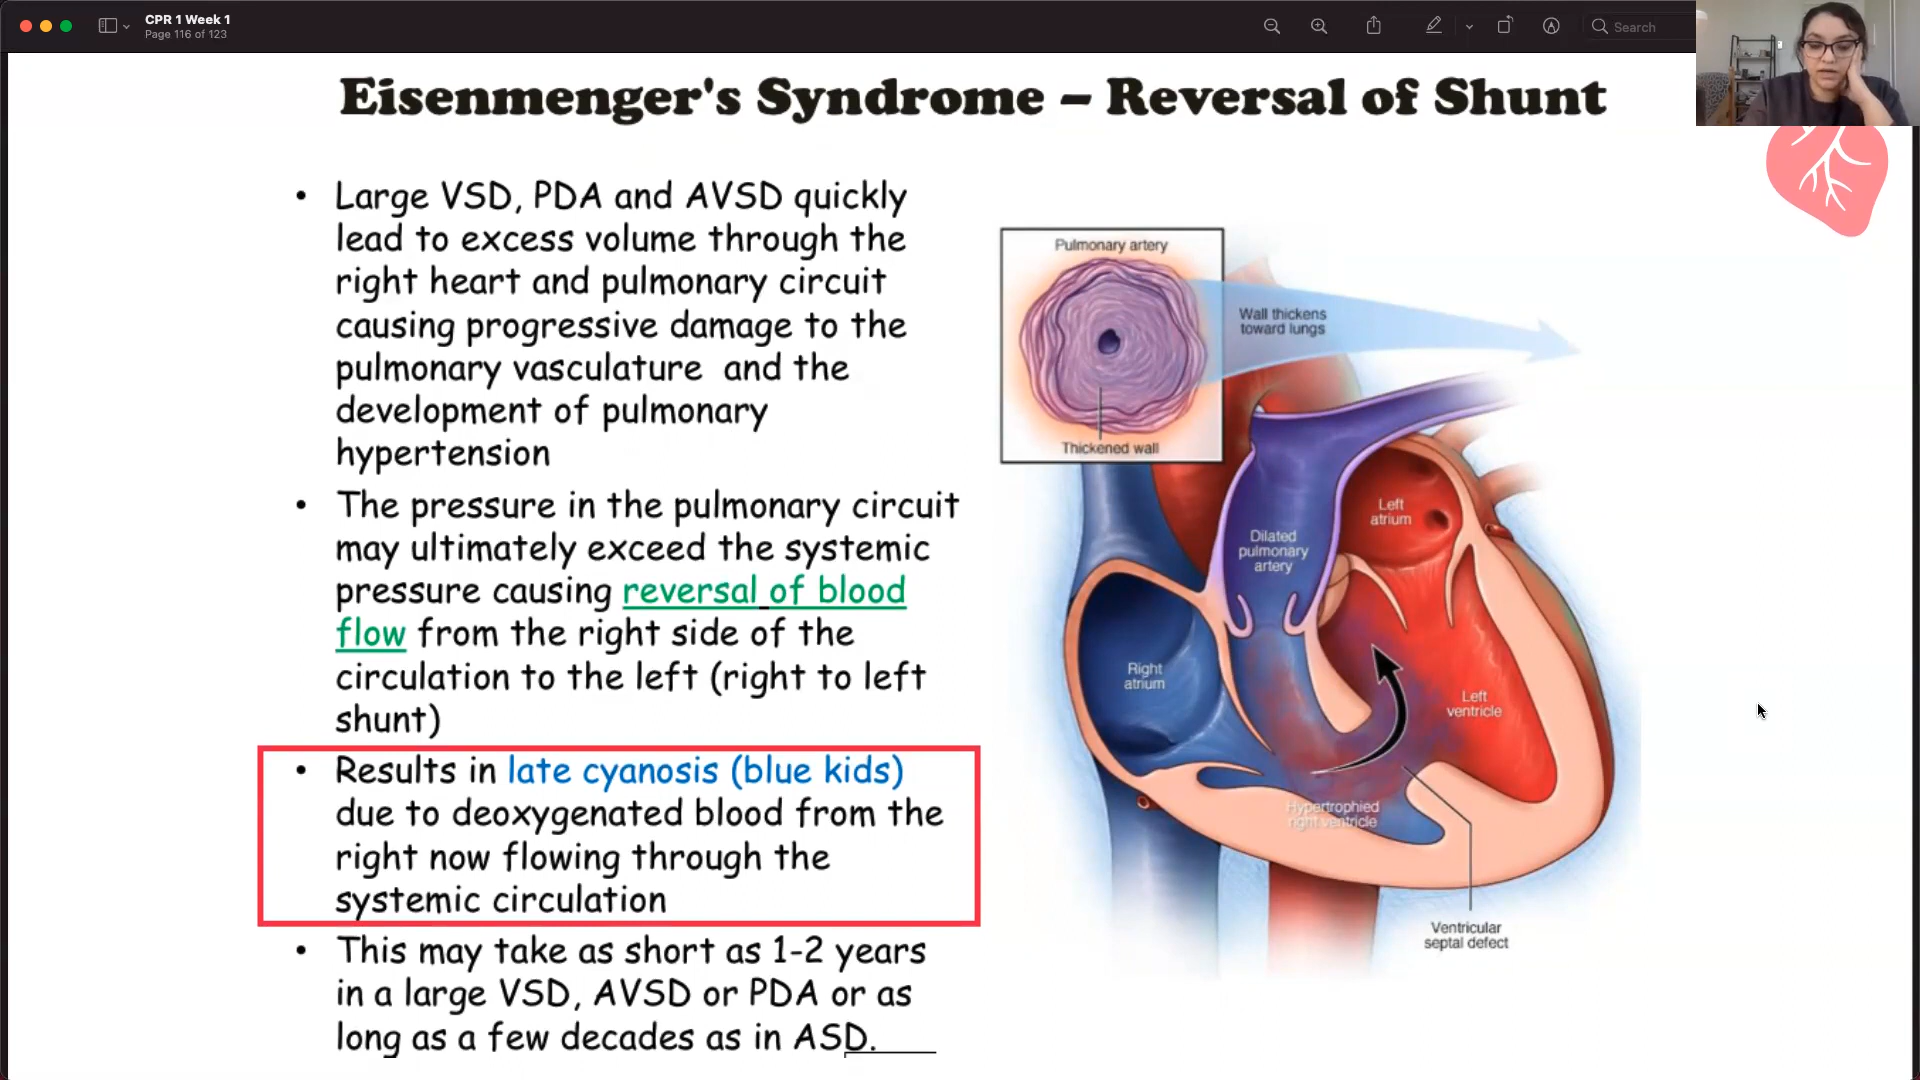 CPR 1 Week 1
Page 116 of 123
Search
Eisenmenger's Syndrome – Reversal of Shunt
• Large VSD, PDA and AVSD quickly
lead to excess volume through the
right heart and pulmonary circuit
causing progressive damage to the
pulmonary vasculature and the
development of pulmonary
hypertension
• The pressure in the pulmonary circuit
may ultimately exceed the systemic
pressure causing reversal of blood
flow from the right side of the
circulation to the left (right to left
shunt)
• Results in late cyanosis (blue kids)
due to deoxygenated blood from the
right now flowing through the
systemic circulation
• This may take as short as 1-2 years
in a large VSD, AVSD or PDA or as
long as a few decades as in ASD.
Pulmonary artery
Thickened wall
Wall thickens
toward lungs
Left
atrium
Dilated
pulmonary
artery
Right
atrium
Left
ventricle
Hypertrophied
right ventricle
Ventricular
septal defect